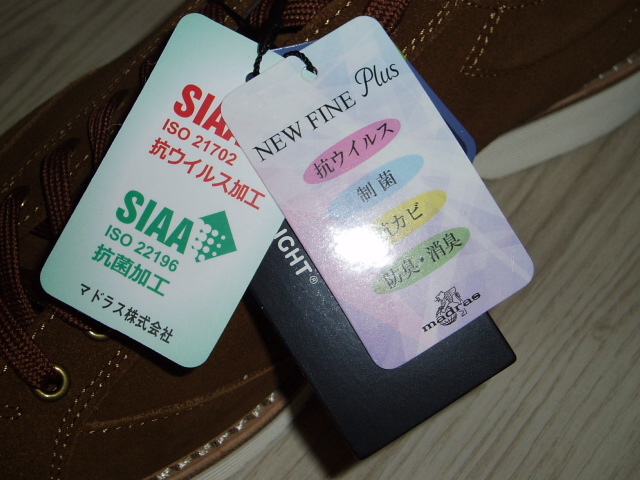 SIAA
ISO 21702
抗ウイルス加工
SIAA
ISO 22196
抗菌加工
マドラス株式会社
NEW FINE Plus
抗ウイルス
制菌
抗カビ
防臭・消臭
madras